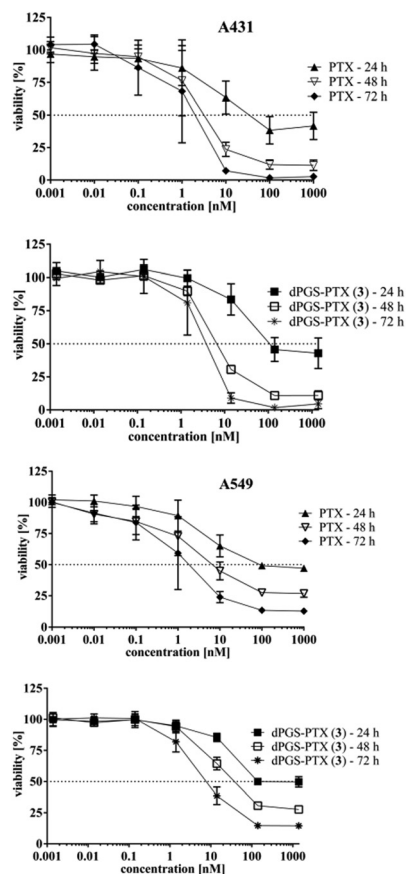 A431
PTX - 24 h
PTX - 48 h
PTX - 72 h
viability [%]
125
100
75
50
25
0
0.001 0.01 0.1 1 10 100 1000
concentration [nM]
dPGS-PTX (3) - 24 h
dPGS-PTX (3) - 48 h
dPGS-PTX (3) - 72 h
viability [%]
125
100
75
50
25
0
0.001 0.01 0.1 1 10 100 1000
concentration [nM]
A549
PTX - 24 h
PTX - 48 h
PTX - 72 h
viability [%]
125
100
75
50
25
0
0.001 0.01 0.1 1 10 100 1000
concentration [nM]
dPGS-PTX (3) - 24 h
dPGS-PTX (3) - 48 h
dPGS-PTX (3) - 72 h
viability [%]
125
100
75
50
25
0
0.001 0.01 0.1 1 10 100 1000
concentration [nM]